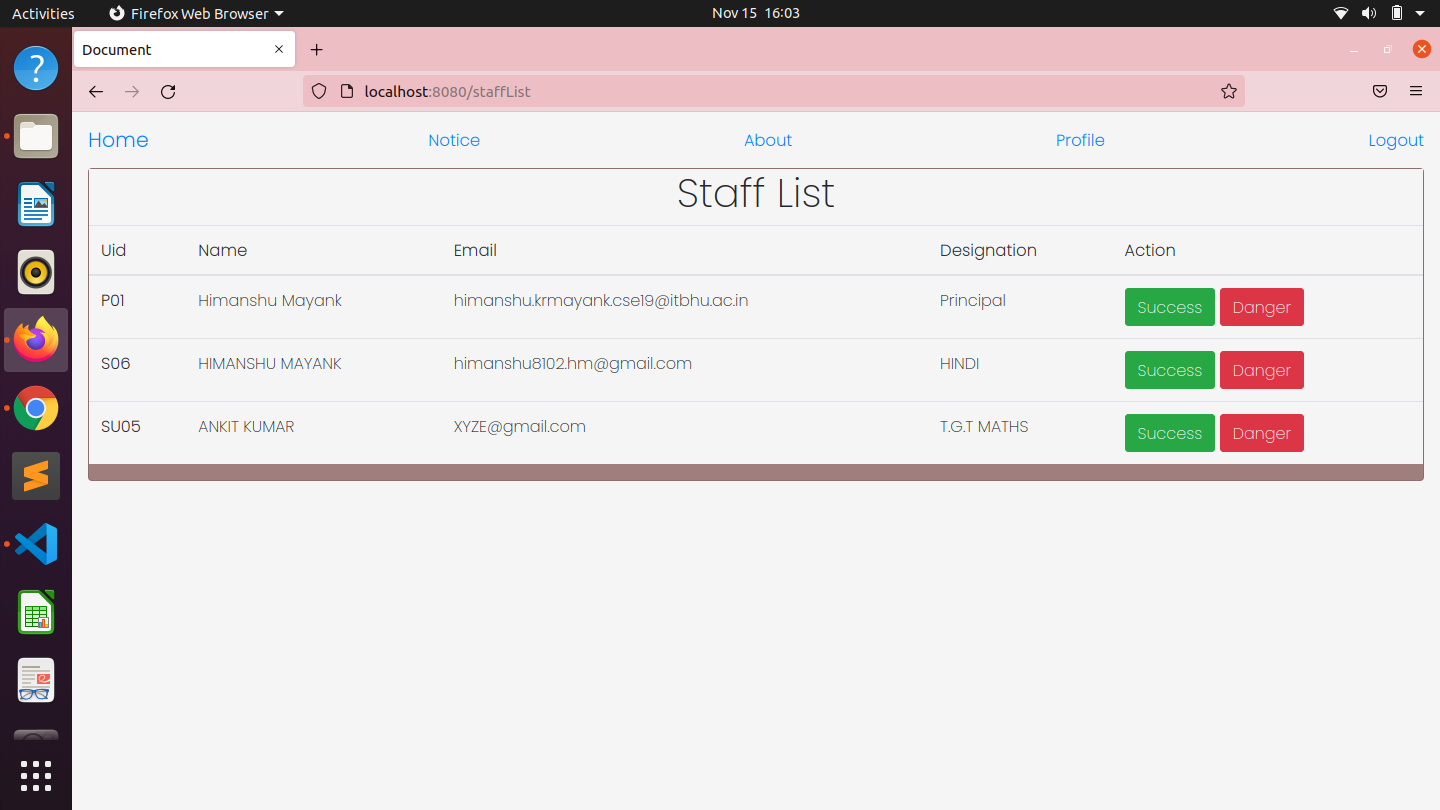 Activities Firefox Web Browser Nov 15 16:03
Document
localhost:8080/staffList
Home Notice About Profile Logout
Staff List
Uid Name Email Designation Action
P01 Himanshu Mayank himanshu.krmayank.cse19@itbhu.ac.in Principal Success Danger
S06 HIMANSHU MAYANK himanshu8102.hm@gmail.com HINDI Success Danger
SU05 ANKIT KUMAR XYZE@gmail.com T.G.T MATHS Success Danger